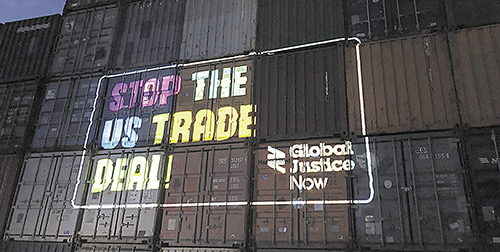 STOP THE
US TRADE
DEAL!
Global
Justice
Now